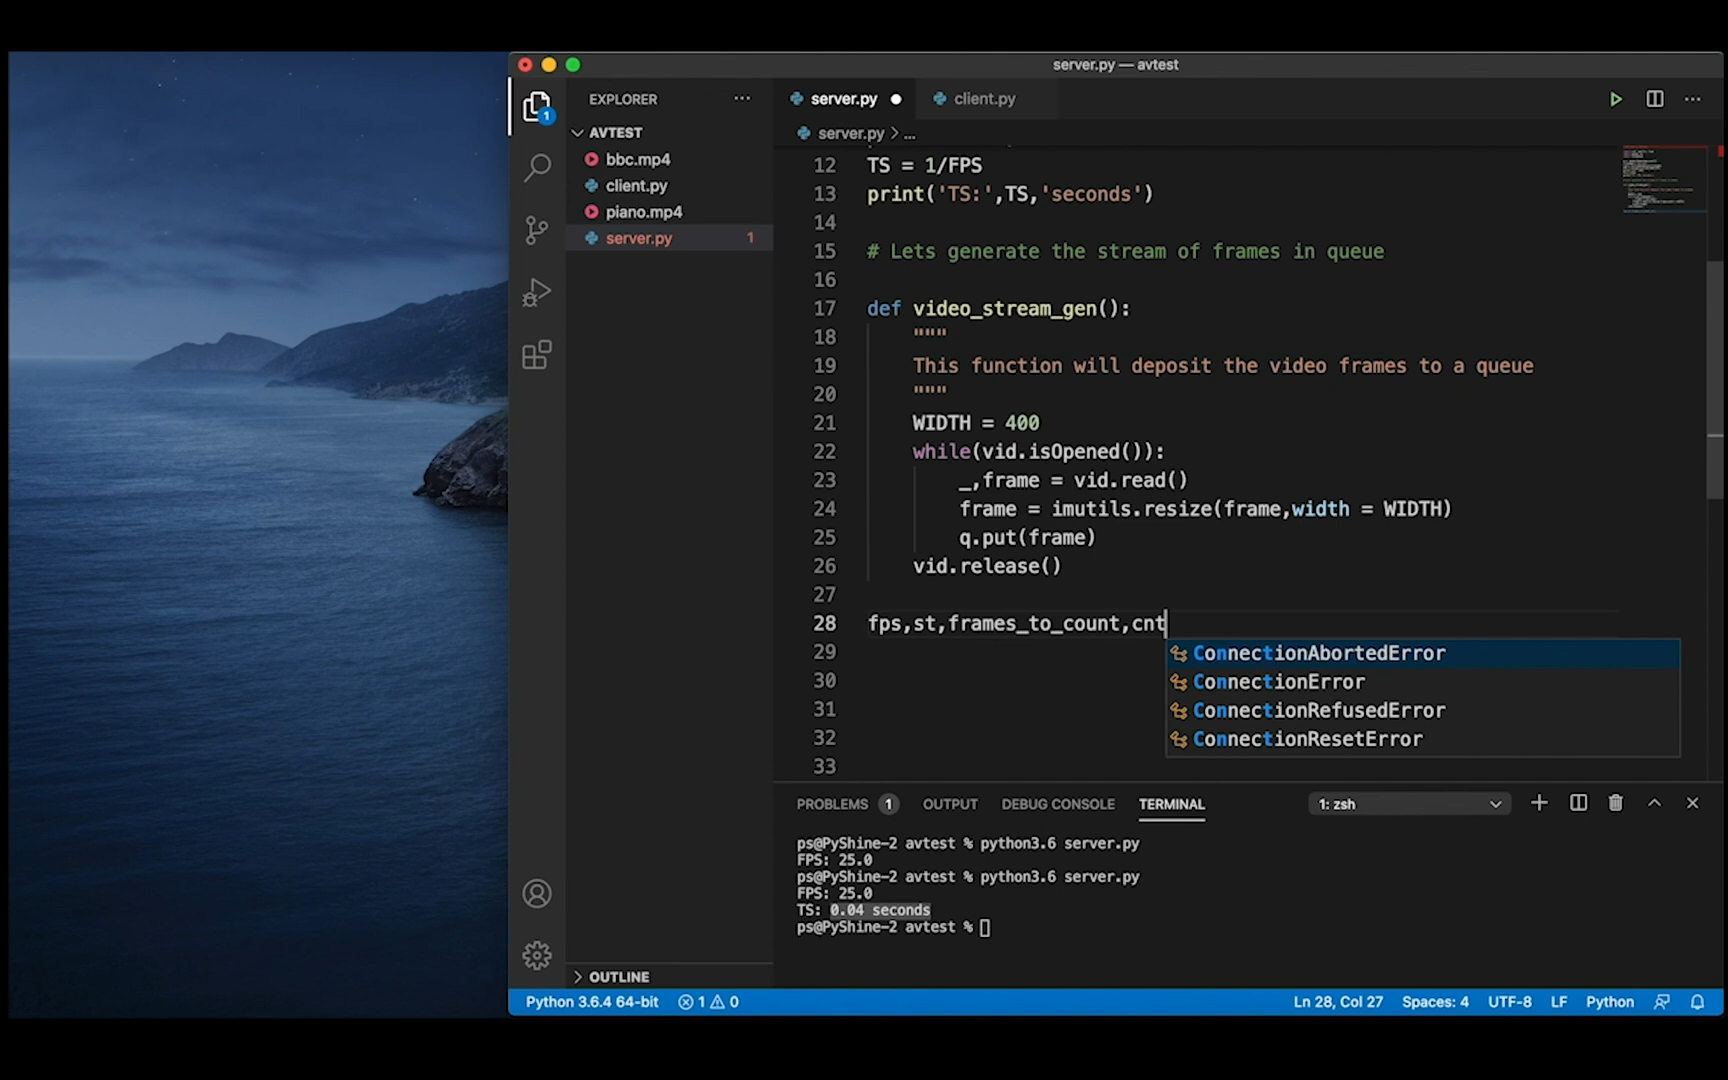 server.py — avtest
EXPLORER ...
server.py
client.py
1
AVTEST
server.py > ...
bbc.mp4
client.py
piano.mp4
server.py 1
12 TS = 1/FPS
13 print('TS:',TS,'seconds')
14
15 # Lets generate the stream of frames in queue
16
17 def video_stream_gen():
18 """
19 This function will deposit the video frames to a queue
20 """
21 WIDTH = 400
22 while(vid.isOpened()):
23 _,frame = vid.read()
24 frame = imutils.resize(frame,width = WIDTH)
25 q.put(frame)
26 vid.release()
27
28 fps,st,frames_to_count,cnt
29
30
31
32
33
ConnectionAbortedError
ConnectionError
ConnectionRefusedError
ConnectionResetError
PROBLEMS 1 OUTPUT DEBUG CONSOLE TERMINAL 1: zsh
ps@PyShine-2 avtest % python3.6 server.py
FPS: 25.0
ps@PyShine-2 avtest % python3.6 server.py
FPS: 25.0
TS: 0.04 seconds
ps@PyShine-2 avtest %
OUTLINE
Python 3.6.4 64-bit 1 0 Ln 28, Col 27 Spaces: 4 UTF-8 LF Python